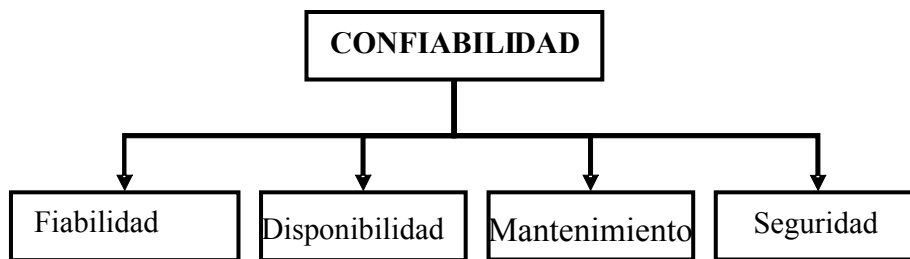 CONFIABILIDAD
Fiabilidad
Disponibilidad
Mantenimiento
Seguridad